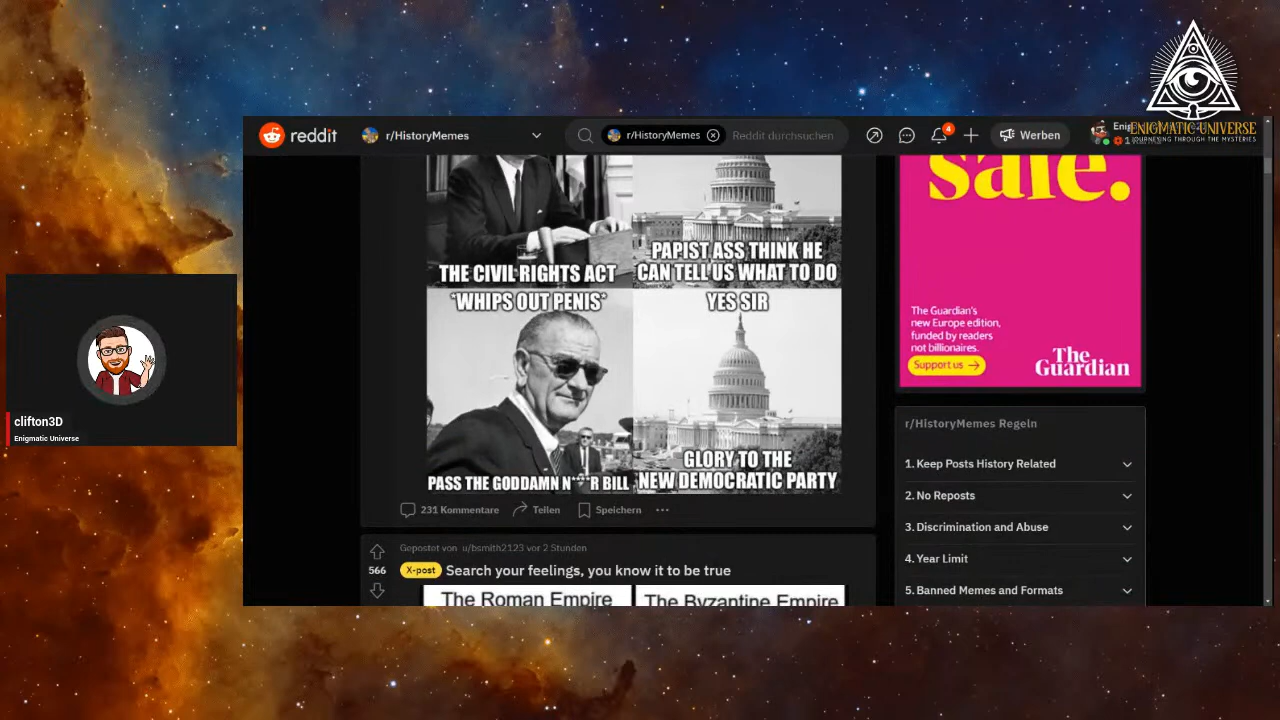 reddit
r/HistoryMemes
r/HistoryMemes
Reddit durchsuchen
4
Werben
ENIGMATIC UNIVERSE
JOURNEYING THROUGH THE MYSTERIES
THE CIVIL RIGHTS ACT
PAPIST ASS THINK HE
CAN TELL US WHAT TO DO
*WHIPS OUT PENIS*
YES SIR
PASS THE GODDAMN N****R BILL
GLORY TO THE
NEW DEMOCRATIC PARTY
231 Kommentare
Teilen
Speichern
Gepostet von u/bsmith2123 vor 2 Stunden
566
X-post
Search your feelings, you know it to be true
The Roman Empire
The Byzantine Empire
sale.
The Guardian's
new Europe edition,
funded by readers
not billionaires.
Support us →
The
Guardian
r/HistoryMemes Regeln
1. Keep Posts History Related
2. No Reposts
3. Discrimination and Abuse
4. Year Limit
5. Banned Memes and Formats
clifton3D
Enigmatic Universe